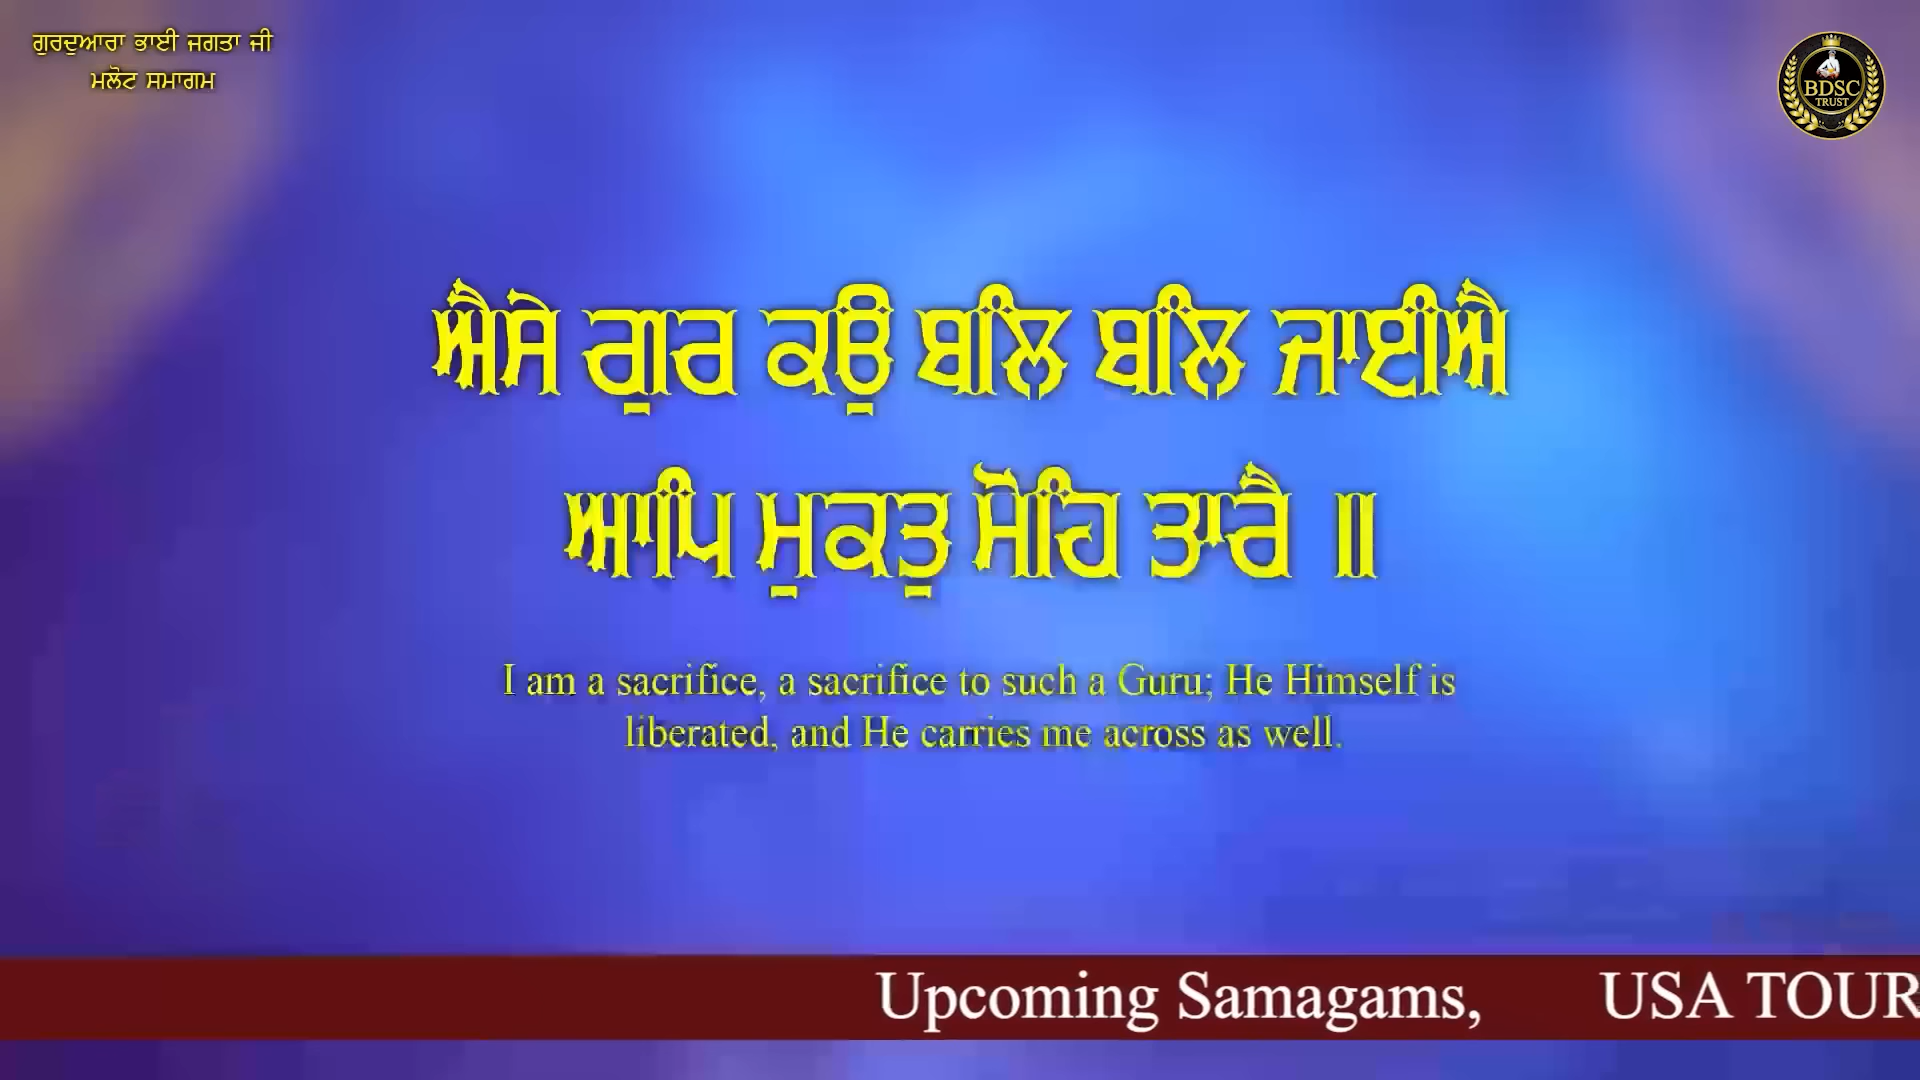 ਗੁਰਦੁਆਰਾ ਭਾਈ ਜਗਤਾ ਜੀ
ਮਲੋਟ ਸਮਾਗਮ
BDSC
TRUST
ਐਸੇ ਗੁਰ ਕਉ ਬਲਿ ਬਲਿ ਜਾਈਐ
ਆਪਿ ਮੁਕਤੁ ਮੋਹਿ ਤਾਰੈ ॥
I am a sacrifice, a sacrifice to such a Guru; He Himself is
liberated, and He carries me across as well.
Upcoming Samagams, USA TOUR